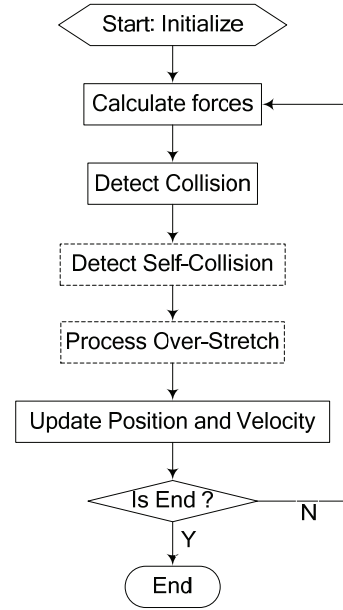 Start: Initialize
Calculate forces
Detect Collision
Detect Self-Collision
Process Over-Stretch
Update Position and Velocity
Is End ?
N
Y
End